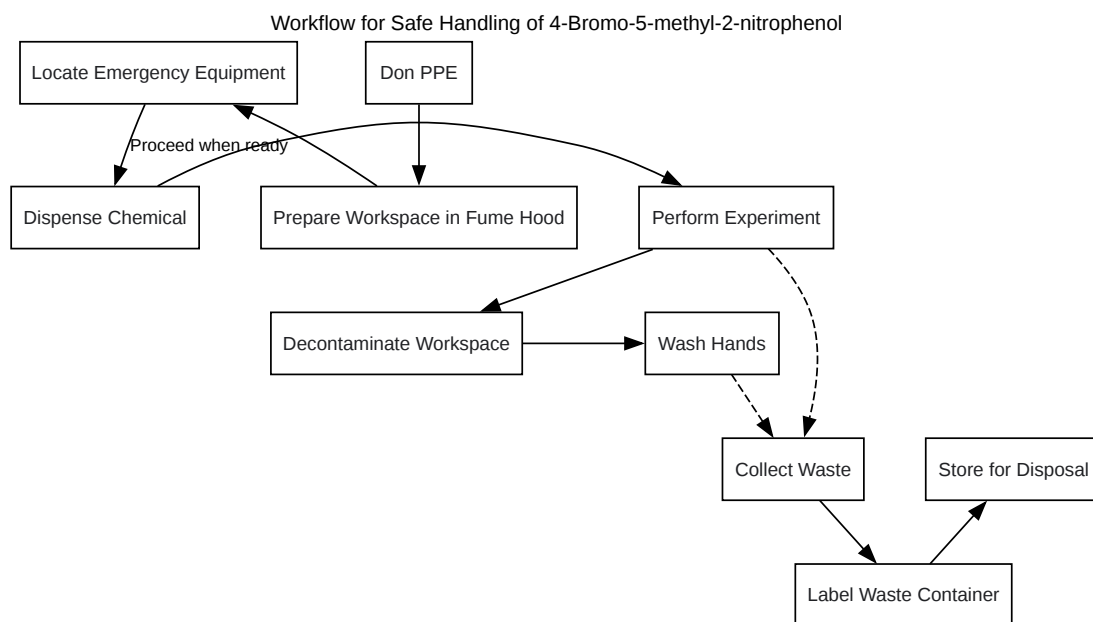 Workflow for Safe Handling of 4-Bromo-5-methyl-2-nitrophenol
Locate Emergency Equipment
Don PPE
Proceed when ready
Dispense Chemical
Prepare Workspace in Fume Hood
Perform Experiment
Decontaminate Workspace
Wash Hands
Collect Waste
Store for Disposal
Label Waste Container